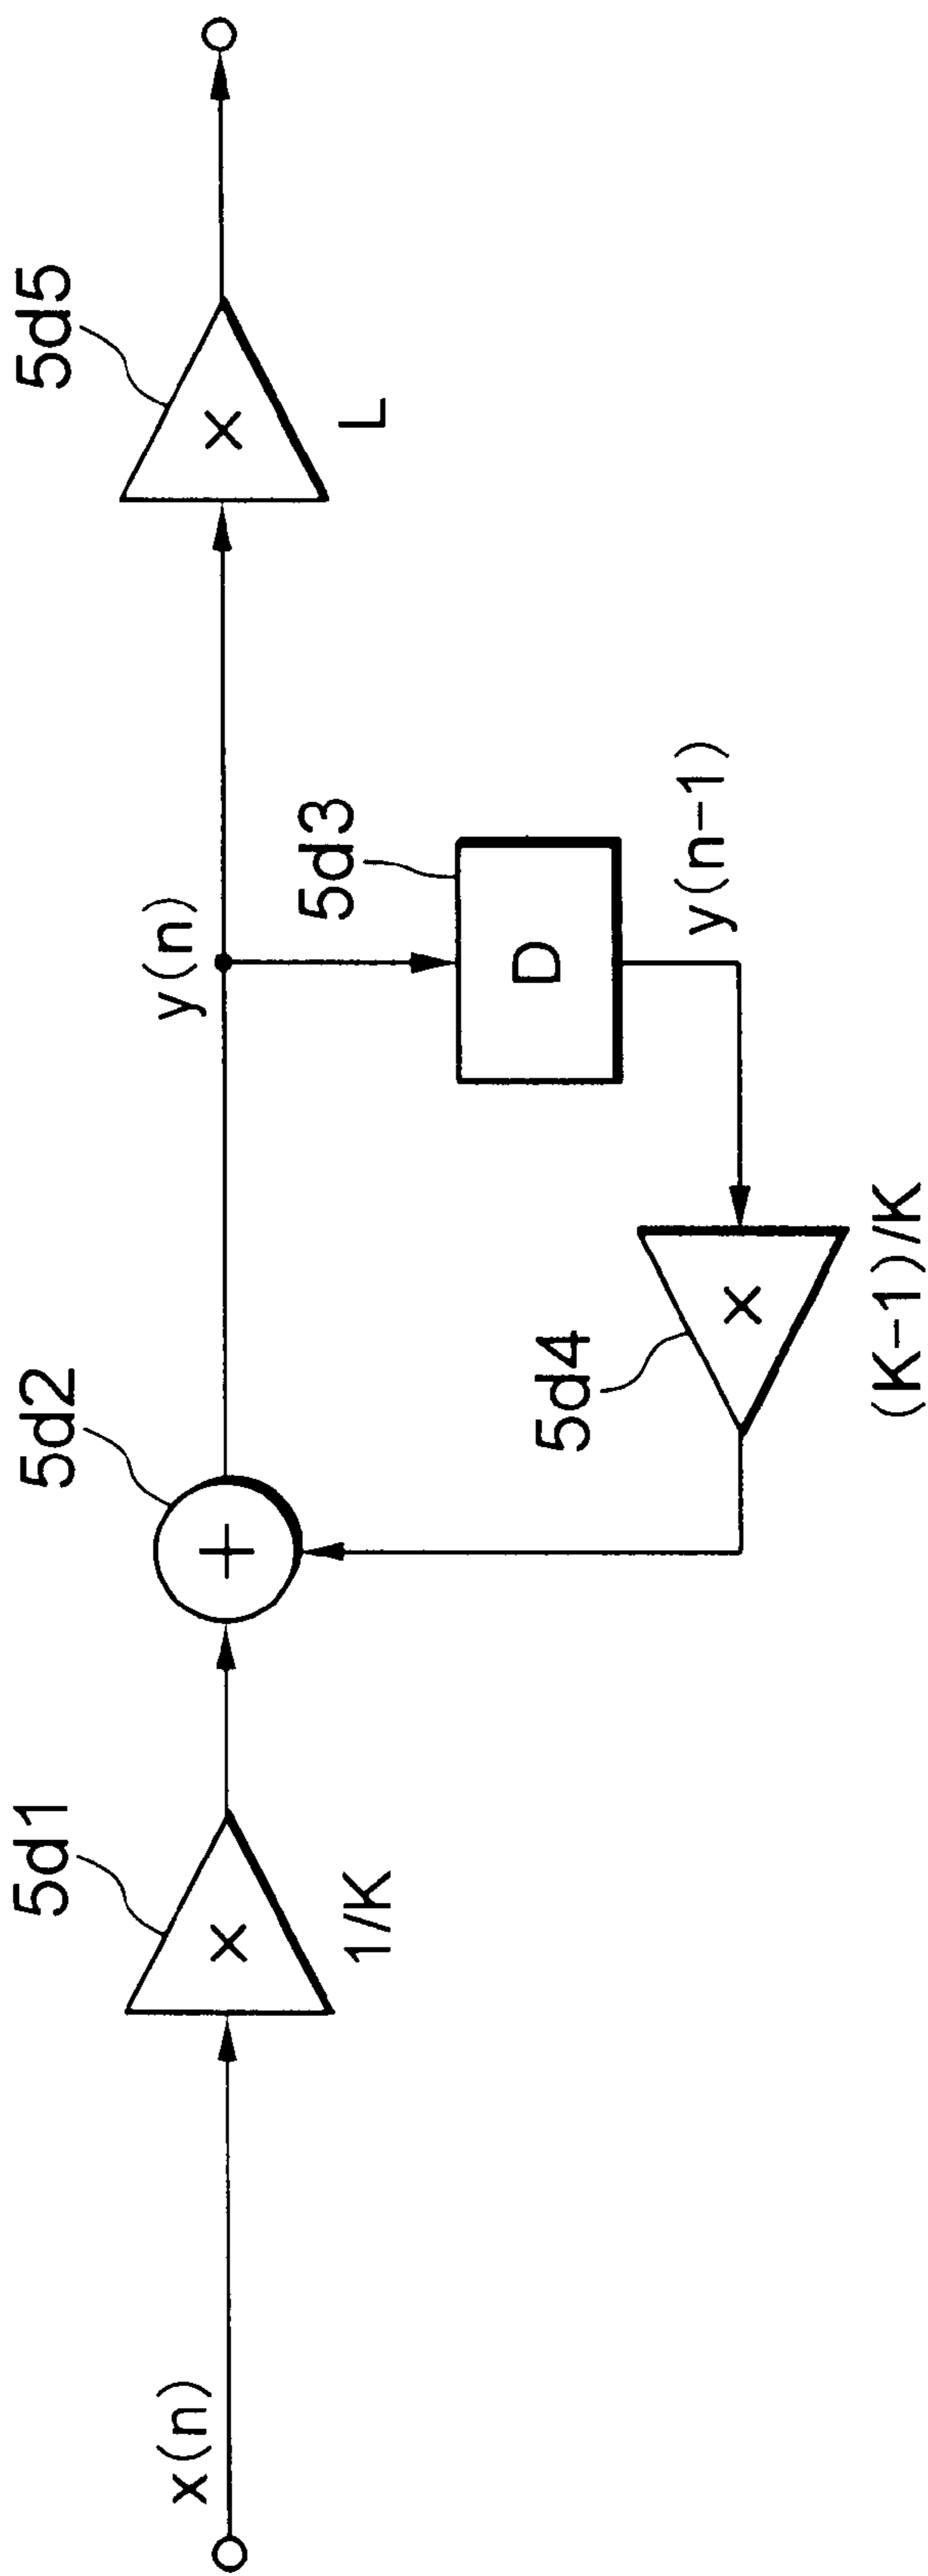 5d1
5d2
5d5
x(n)
×
+
y(n)
×
1/K
5d3
L
D
5d4
y(n-1)
×
(K-1)/K